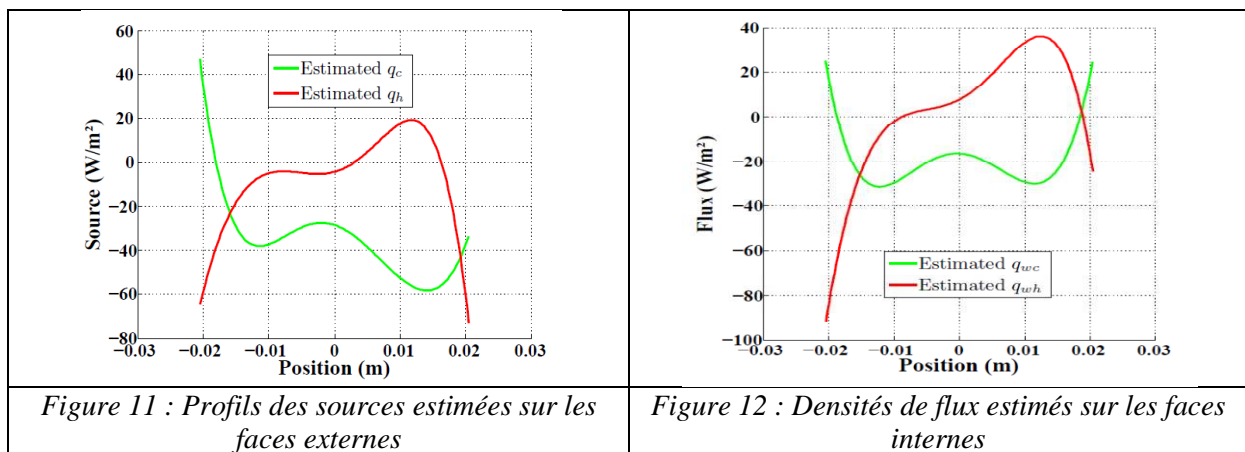 60
40
20
0
−20
−40
−60
−80
Source (W/m²)
Estimated q_c
Estimated q_h
−0.03 −0.02 −0.01 0 0.01 0.02 0.03
Position (m)
40
20
0
−20
−40
−60
−80
−100
Flux (W/m²)
Estimated q_wc
Estimated q_wh
−0.03 −0.02 −0.01 0 0.01 0.02 0.03
Position (m)
Figure 11 : Profils des sources estimées sur les
faces externes
Figure 12 : Densités de flux estimés sur les faces
internes